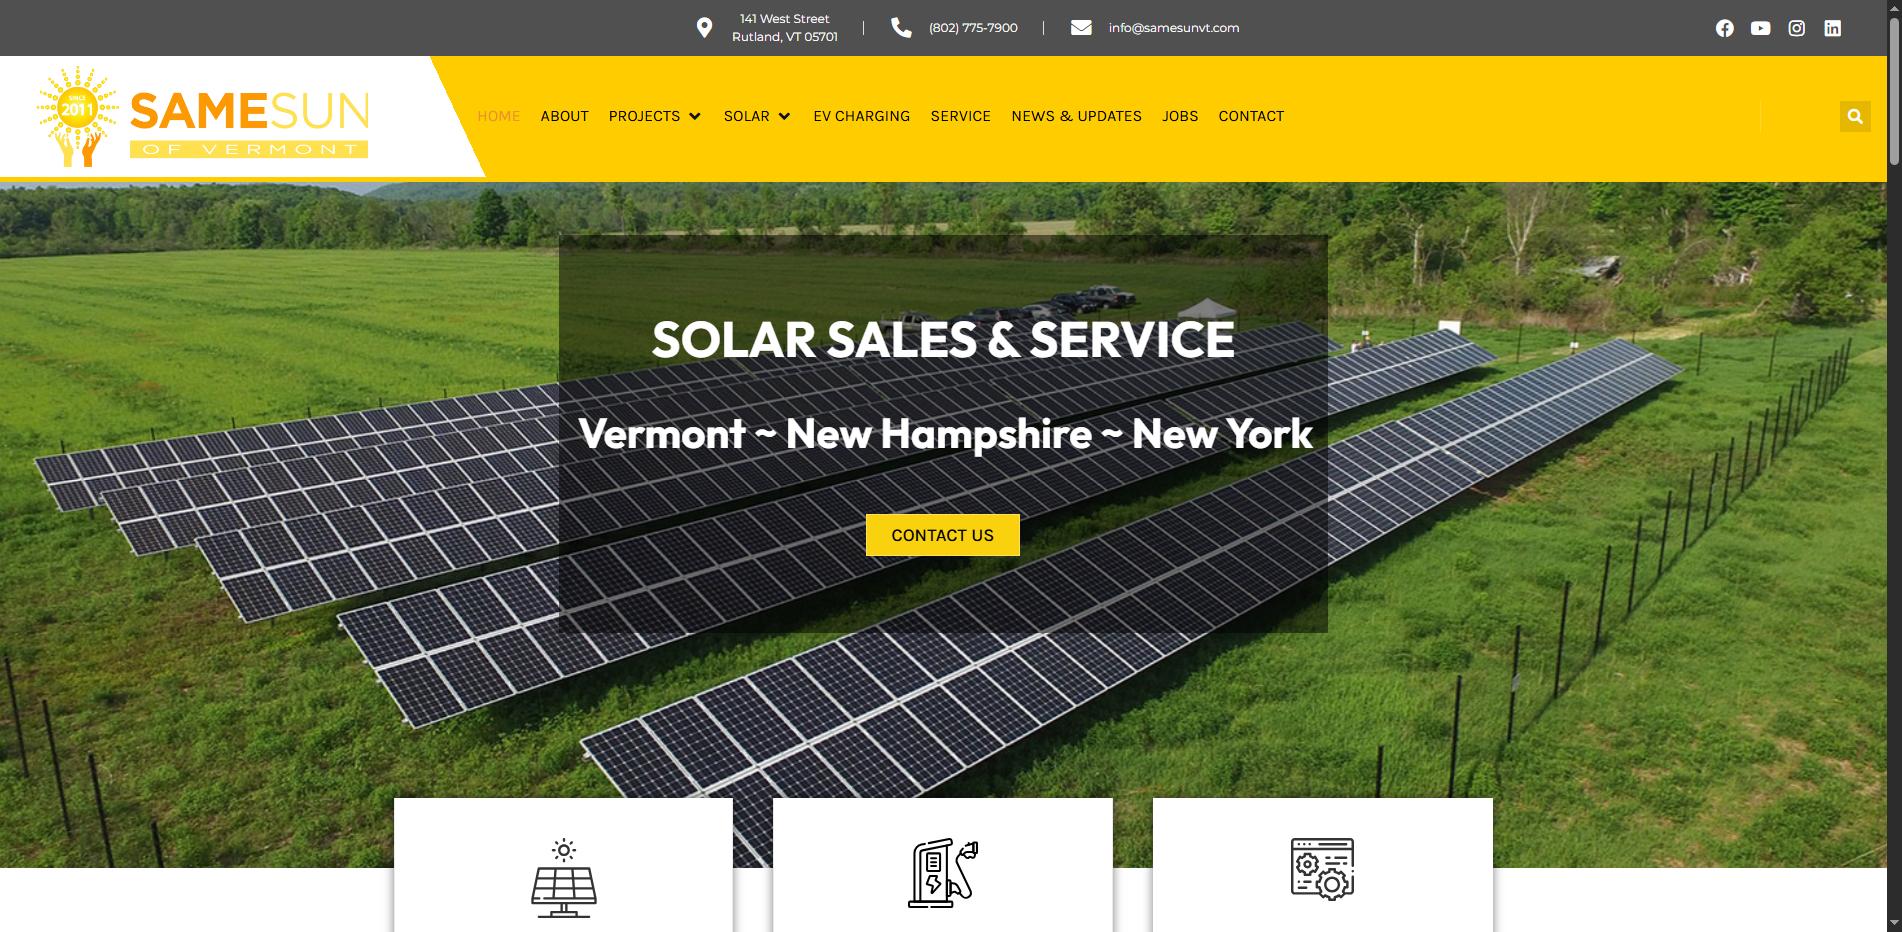 141 West Street
Rutland, VT 05701
(802) 775-7900
info@samesunvt.com
SINCE
2011
SAMESUN
OF VERMONT
HOME
ABOUT
PROJECTS
SOLAR
EV CHARGING
SERVICE
NEWS & UPDATES
JOBS
CONTACT
SOLAR SALES & SERVICE
Vermont ~ New Hampshire ~ New York
CONTACT US